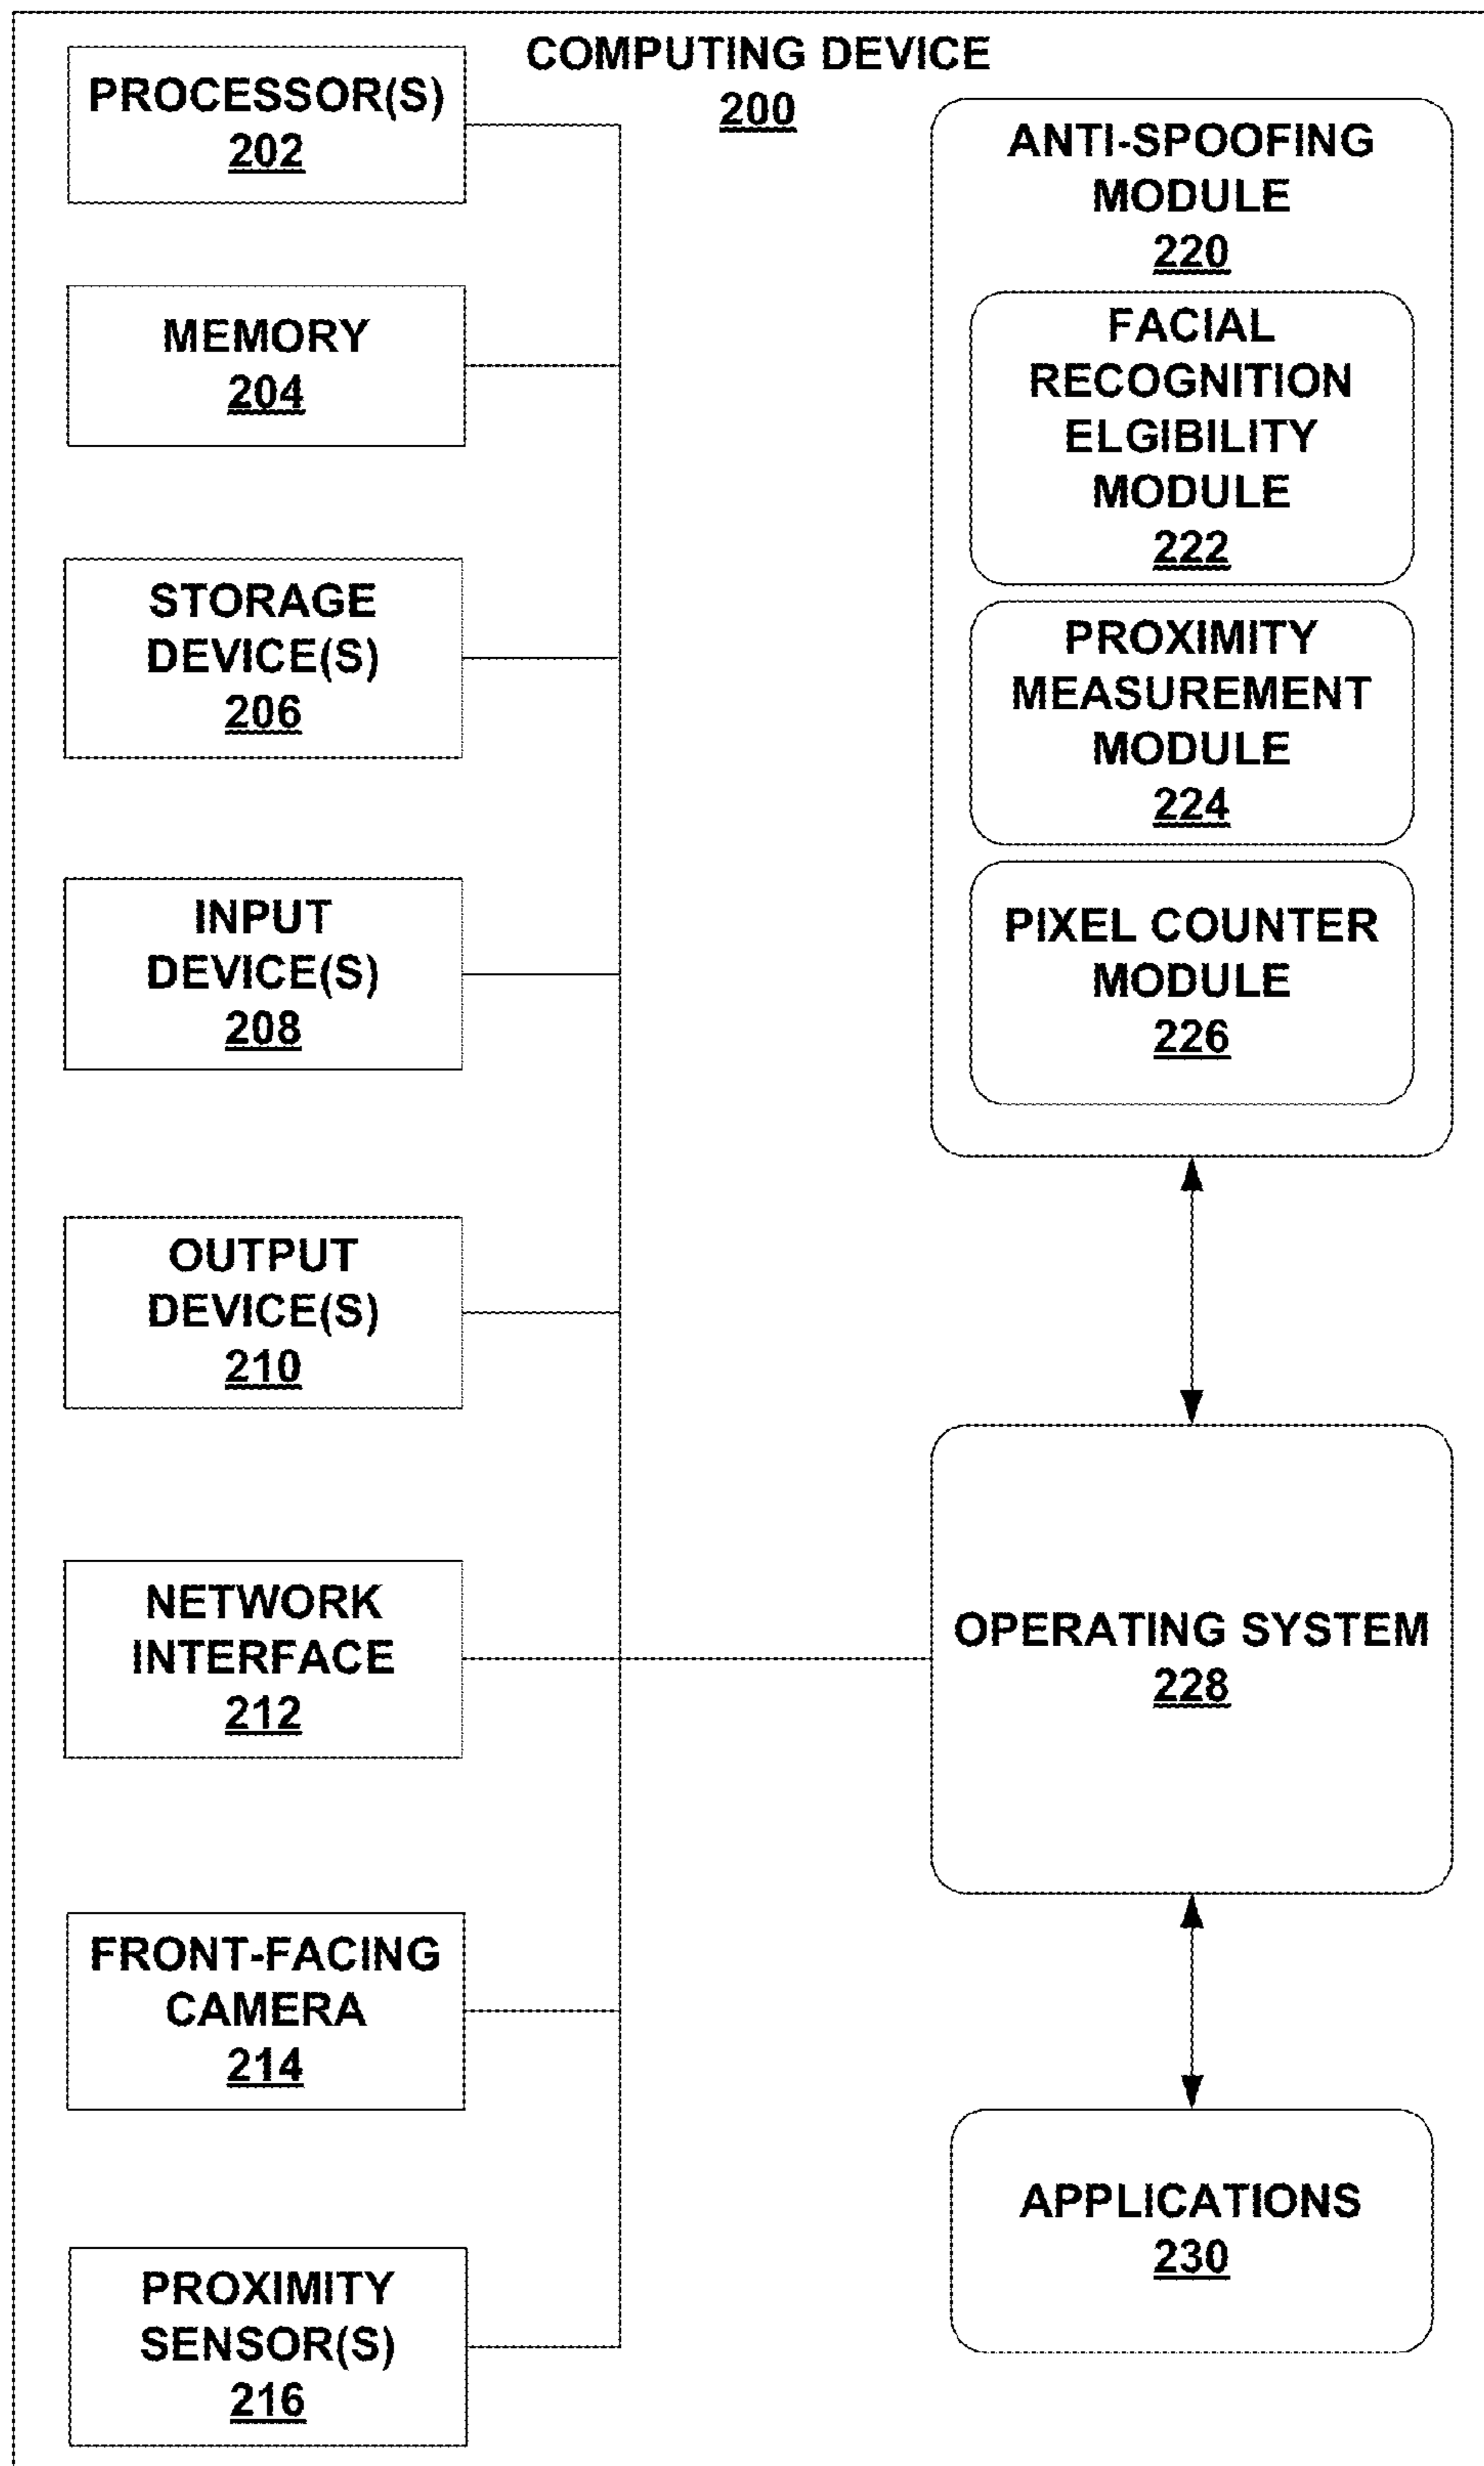 COMPUTING DEVICE
200
PROCESSOR(S)
202
MEMORY
204
STORAGE
DEVICE(S)
206
INPUT
DEVICE(S)
208
OUTPUT
DEVICE(S)
210
NETWORK
INTERFACE
212
FRONT-FACING
CAMERA
214
PROXIMITY
SENSOR(S)
216
ANTI-SPOOFING
MODULE
220
FACIAL
RECOGNITION
ELGIBILITY
MODULE
222
PROXIMITY
MEASUREMENT
MODULE
224
PIXEL COUNTER
MODULE
226
OPERATING SYSTEM
228
APPLICATIONS
230